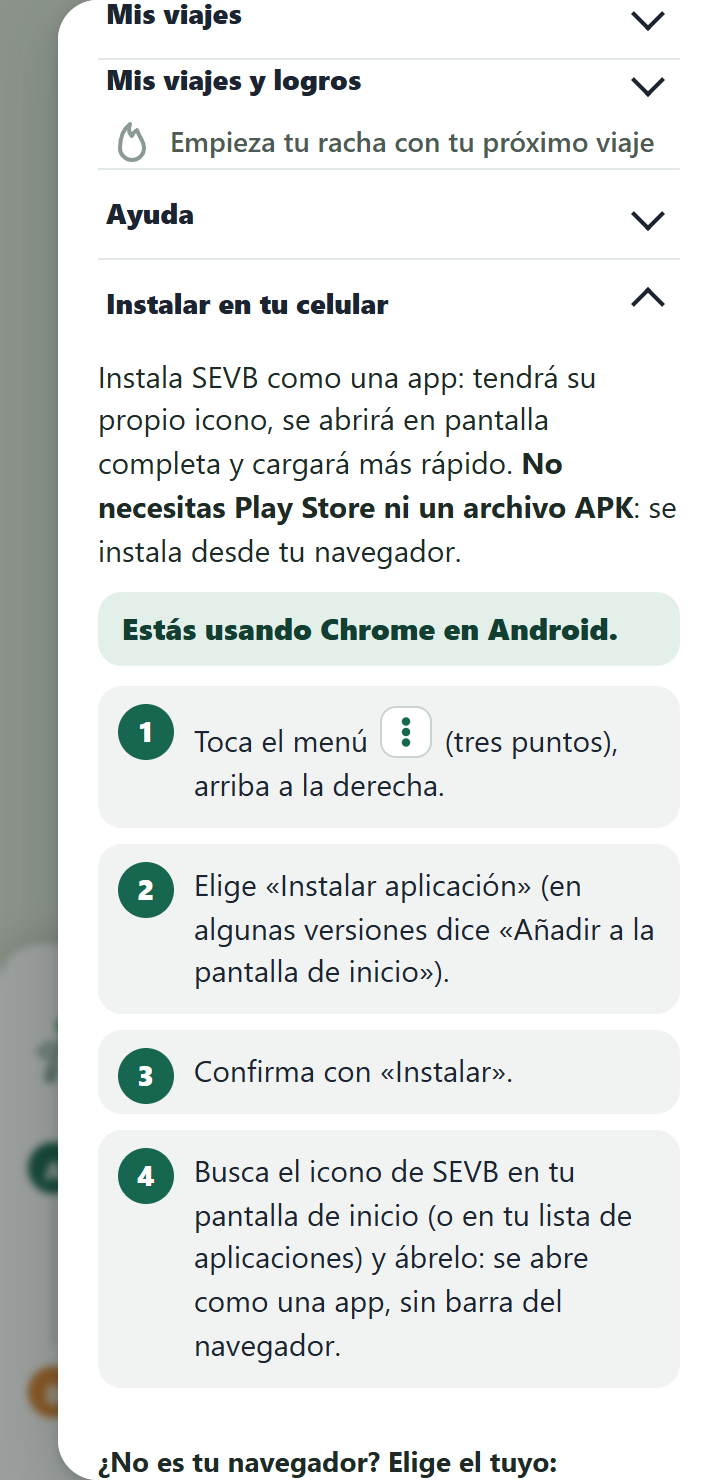 Mis viajes
Mis viajes y logros
Empieza tu racha con tu próximo viaje
Ayuda
Instalar en tu celular
Instala SEVB como una app: tendrá su
propio icono, se abrirá en pantalla
completa y cargará más rápido. No
necesitas Play Store ni un archivo APK: se
instala desde tu navegador.
Estás usando Chrome en Android.
1
Toca el menú (tres puntos),
arriba a la derecha.
2
Elige «Instalar aplicación» (en
algunas versiones dice «Añadir a la
pantalla de inicio»).
3
Confirma con «Instalar».
4
Busca el icono de SEVB en tu
pantalla de inicio (o en tu lista de
aplicaciones) y ábrelo: se abre
como una app, sin barra del
navegador.
¿No es tu navegador? Elige el tuyo: